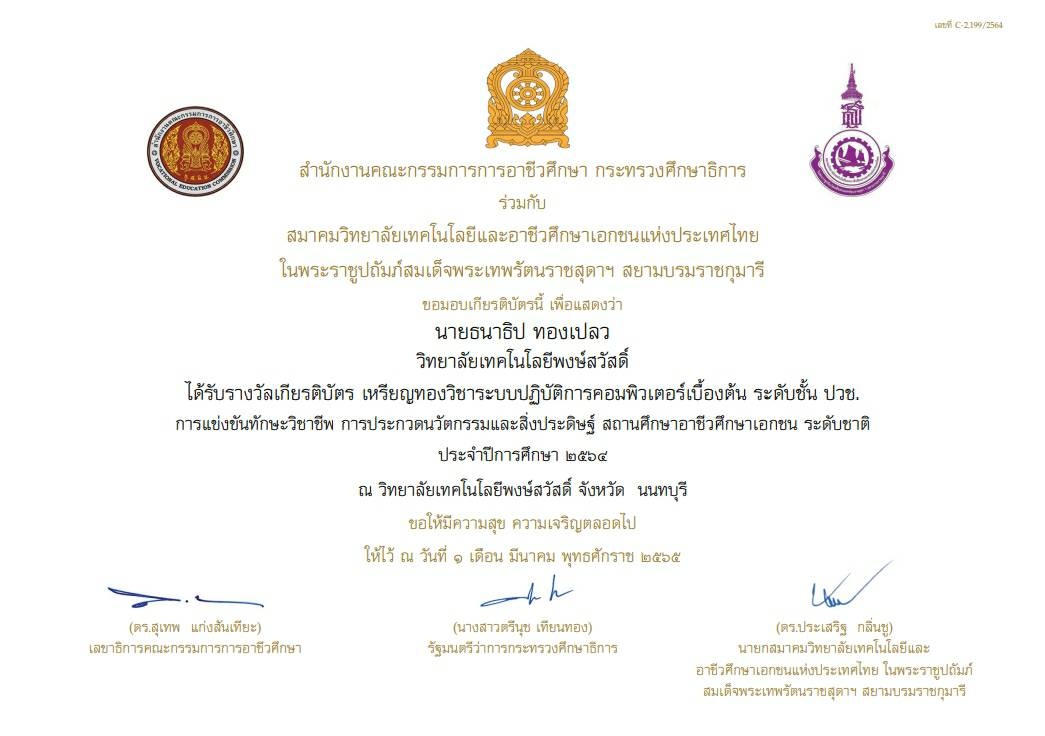 เลขที่ C-2,199/2564
สำนักงานคณะกรรมการการอาชีวศึกษา
VOCATIONAL EDUCATION COMMISSION
สำนักงานคณะกรรมการการอาชีวศึกษา กระทรวงศึกษาธิการ
ร่วมกับ
สมาคมวิทยาลัยเทคโนโลยีและอาชีวศึกษาเอกชนแห่งประเทศไทย
ในพระราชูปถัมภ์สมเด็จพระเทพรัตนราชสุดาฯ สยามบรมราชกุมารี
ขอมอบเกียรติบัตรนี้ เพื่อแสดงว่า
นายธนาธิป ทองเปลว
วิทยาลัยเทคโนโลยีพงษ์สวัสดิ์
ได้รับรางวัลเกียรติบัตร เหรียญทองวิชาระบบปฏิบัติการคอมพิวเตอร์เบื้องต้น ระดับชั้น ปวช.
การแข่งขันทักษะวิชาชีพ การประกวดนวัตกรรมและสิ่งประดิษฐ์ สถานศึกษาอาชีวศึกษาเอกชน ระดับชาติ
ประจำปีการศึกษา ๒๕๖๔
ณ วิทยาลัยเทคโนโลยีพงษ์สวัสดิ์ จังหวัด นนทบุรี
ขอให้มีความสุข ความเจริญตลอดไป
ให้ไว้ ณ วันที่ ๑ เดือน มีนาคม พุทธศักราช ๒๕๖๕
(ดร.สุเทพ แก่งสันเทียะ)
เลขาธิการคณะกรรมการการอาชีวศึกษา
(นางสาวตรีนุช เทียนทอง)
รัฐมนตรีว่าการกระทรวงศึกษาธิการ
(ดร.ประเสริฐ กลิ่นชู)
นายกสมาคมวิทยาลัยเทคโนโลยีและ
อาชีวศึกษาเอกชนแห่งประเทศไทย ในพระราชูปถัมภ์
สมเด็จพระเทพรัตนราชสุดาฯ สยามบรมราชกุมารี